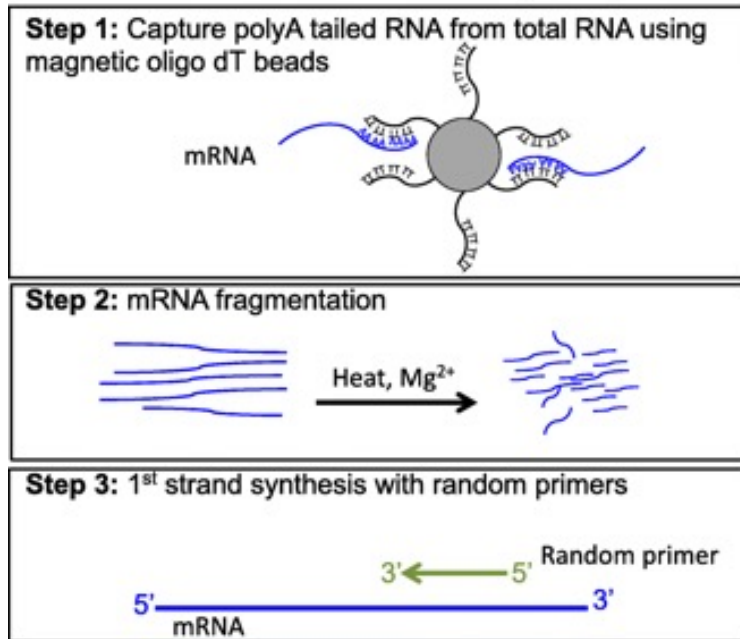 Step 1: Capture polyA tailed RNA from total RNA using
magnetic oligo dT beads
mRNA
Step 2: mRNA fragmentation
Heat, Mg²⁺
Step 3: 1ˢᵗ strand synthesis with random primers
3’ 5’ Random primer
5’ 3’
mRNA